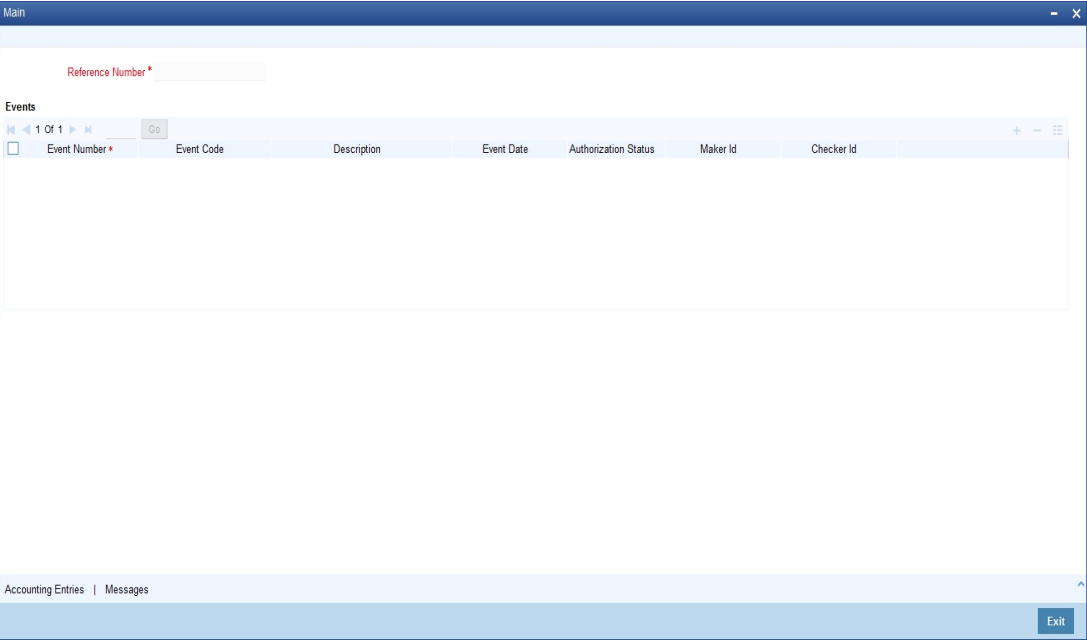 Main
Reference Number *
Events
1 Of 1 Go
Event Number * Event Code Description Event Date Authorization Status Maker Id Checker Id
Accounting Entries | Messages
Exit